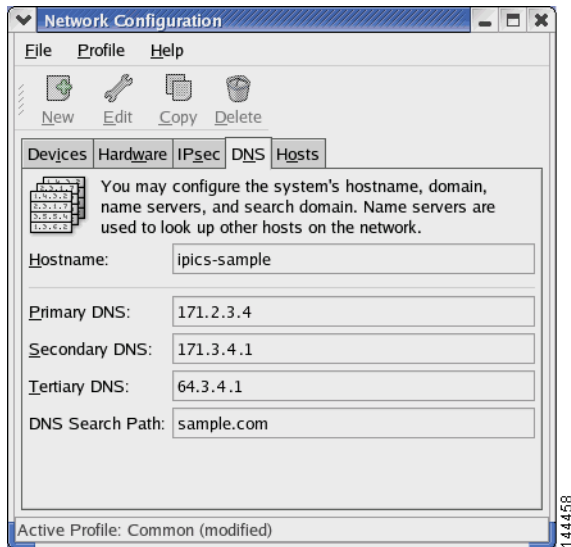 Network Configuration
File Profile Help
New Edit Copy Delete
Devices Hardware IPsec DNS Hosts
You may configure the system's hostname, domain,
name servers, and search domain. Name servers are
used to look up other hosts on the network.
Hostname: ipics-sample
Primary DNS: 171.2.3.4
Secondary DNS: 171.3.4.1
Tertiary DNS: 64.3.4.1
DNS Search Path: sample.com
Active Profile: Common (modified)
144458